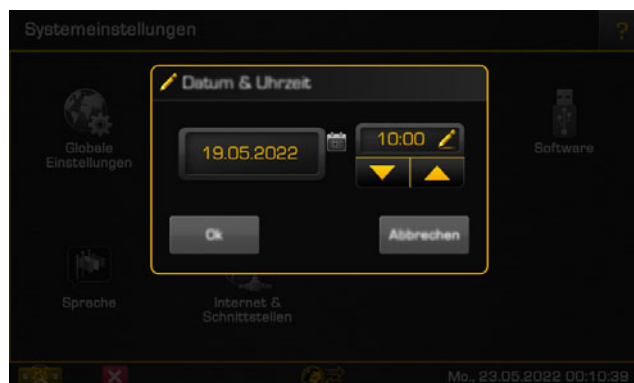 Systemeinstellungen
?
Datum & Uhrzeit
19.05.2022
10:00
Ok
Abbrechen
Globale
Einstellungen
Software
Sprache
Internet &
Schnittstellen
Mo., 23.05.2022 00:10:39